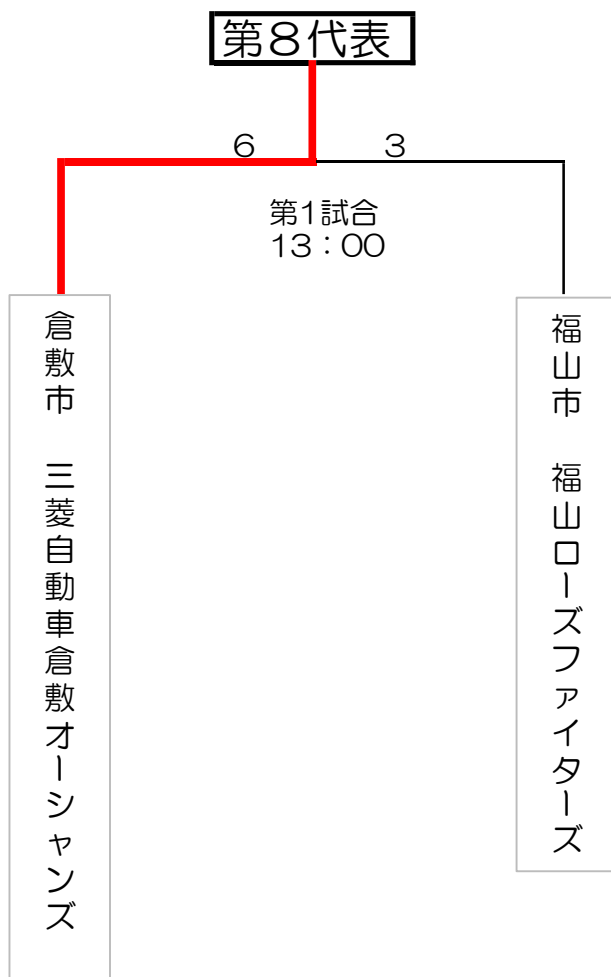 第8代表
6
3
第1試合
13：00
倉敷市　三菱自動車倉敷オーシャンズ
福山市　福山ローズファイターズ